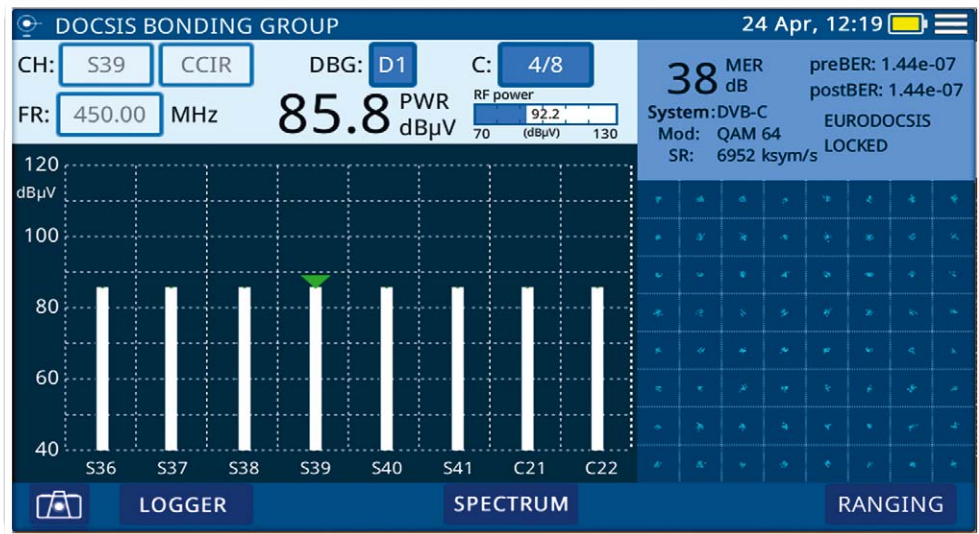 DOCSIS BONDING GROUP
24 Apr, 12:19
CH: S39 CCIR DBG: D1 C: 4/8
FR: 450.00 MHz
85.8 PWR dBµV
RF power
92.2
70 (dBµV) 130
38 MER dB
preBER: 1.44e-07
postBER: 1.44e-07
System: DVB-C
Mod: QAM 64
SR: 6952 ksym/s
EURODOCSIS
LOCKED
120
dBµV
100
80
60
40
S36 S37 S38 S39 S40 S41 C21 C22
LOGGER SPECTRUM RANGING